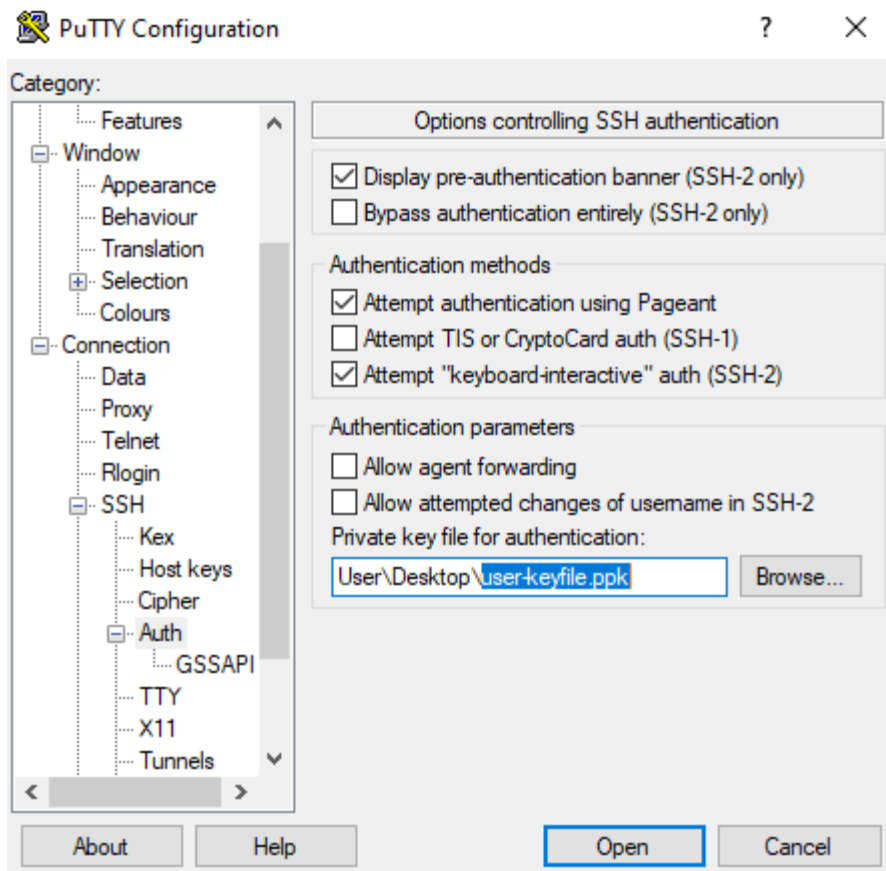 PuTTY Configuration
?
Category:
Features
Window
Appearance
Behaviour
Translation
Selection
Colours
Connection
Data
Proxy
Telnet
Rlogin
SSH
Kex
Host keys
Cipher
Auth
GSSAPI
TTY
X11
Tunnels
Options controlling SSH authentication
Display pre-authentication banner (SSH-2 only)
Bypass authentication entirely (SSH-2 only)
Authentication methods
Attempt authentication using Pageant
Attempt TIS or CryptoCard auth (SSH-1)
Attempt "keyboard-interactive" auth (SSH-2)
Authentication parameters
Allow agent forwarding
Allow attempted changes of username in SSH-2
Private key file for authentication:
User\Desktop\user-keyfile.ppk
Browse...
About
Help
Open
Cancel